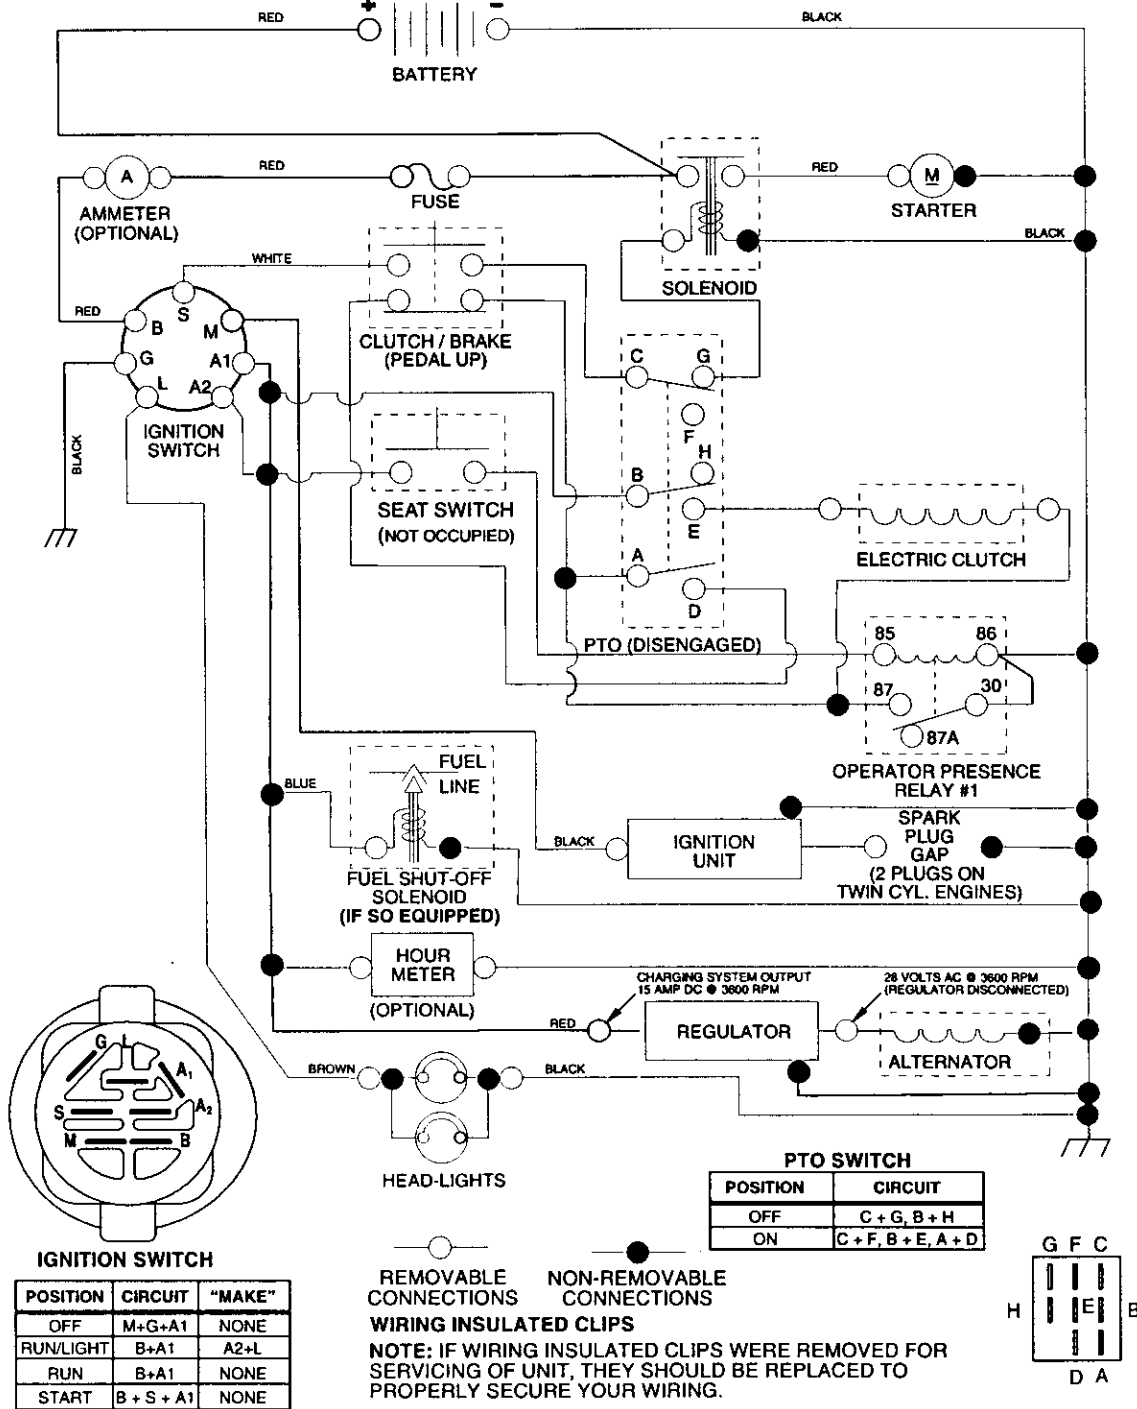 + -
RED
BLACK
BATTERY
A
RED
FUSE
RED
M
AMMETER
(OPTIONAL)
STARTER
BLACK
SOLENOID
WHITE
S
RED
B
M
G
A1
L
A2
IGNITION
SWITCH
BLACK
CLUTCH / BRAKE
(PEDAL UP)
C G
F
H
B
E
A
D
SEAT SWITCH
(NOT OCCUPIED)
ELECTRIC CLUTCH
PTO (DISENGAGED)
85 86
87 30
87A
OPERATOR PRESENCE
RELAY #1
FUEL
LINE
BLUE
FUEL SHUT-OFF
SOLENOID
(IF SO EQUIPPED)
BLACK
IGNITION
UNIT
SPARK
PLUG
GAP
(2 PLUGS ON
TWIN CYL. ENGINES)
HOUR
METER
(OPTIONAL)
CHARGING SYSTEM OUTPUT
15 AMP DC @ 3600 RPM
28 VOLTS AC @ 3600 RPM
(REGULATOR DISCONNECTED)
RED
REGULATOR
ALTERNATOR
BROWN
BLACK
HEAD-LIGHTS
G L
A1
S
A2
M B
IGNITION SWITCH
POSITION CIRCUIT "MAKE"
OFF M+G+A1 NONE
RUN/LIGHT B+A1 A2+L
RUN B+A1 NONE
START B + S + A1 NONE
PTO SWITCH
POSITION CIRCUIT
OFF C + G, B + H
ON C + F, B + E, A + D
G F C
H E B
D A
REMOVABLE
CONNECTIONS
NON-REMOVABLE
CONNECTIONS
WIRING INSULATED CLIPS
NOTE: IF WIRING INSULATED CLIPS WERE REMOVED FOR
SERVICING OF UNIT, THEY SHOULD BE REPLACED TO
PROPERLY SECURE YOUR WIRING.